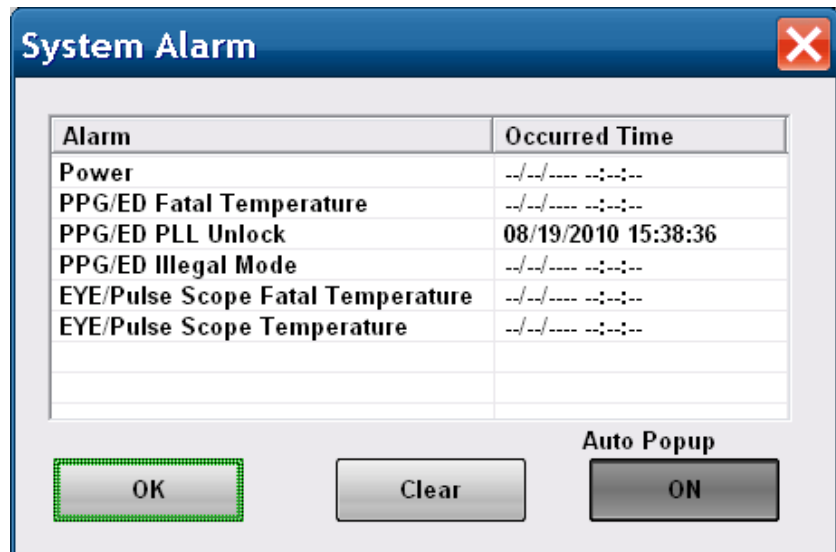 System Alarm
Alarm Occurred Time
Power --/--/---- --:--:--
PPG/ED Fatal Temperature --/--/---- --:--:--
PPG/ED PLL Unlock 08/19/2010 15:38:36
PPG/ED Illegal Mode --/--/---- --:--:--
EYE/Pulse Scope Fatal Temperature --/--/---- --:--:--
EYE/Pulse Scope Temperature --/--/---- --:--:--
Auto Popup
OK Clear ON